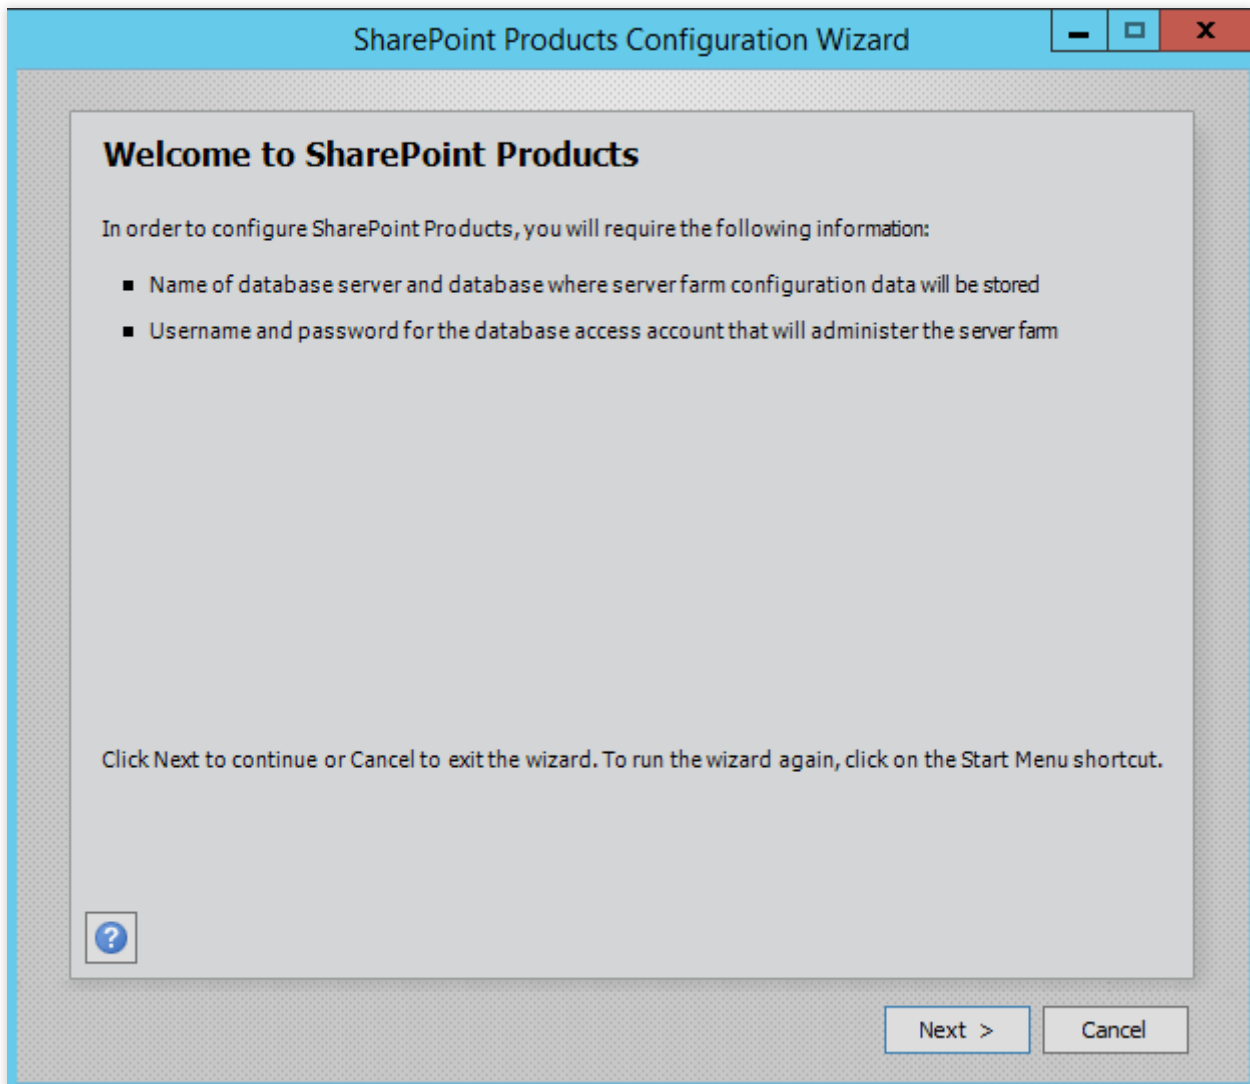 SharePoint Products Configuration Wizard
Welcome to SharePoint Products
In order to configure SharePoint Products, you will require the following information:
Name of database server and database where server farm configuration data will be stored
Username and password for the database access account that will administer the server farm
Click Next to continue or Cancel to exit the wizard. To run the wizard again, click on the Start Menu shortcut.
?
Next >
Cancel